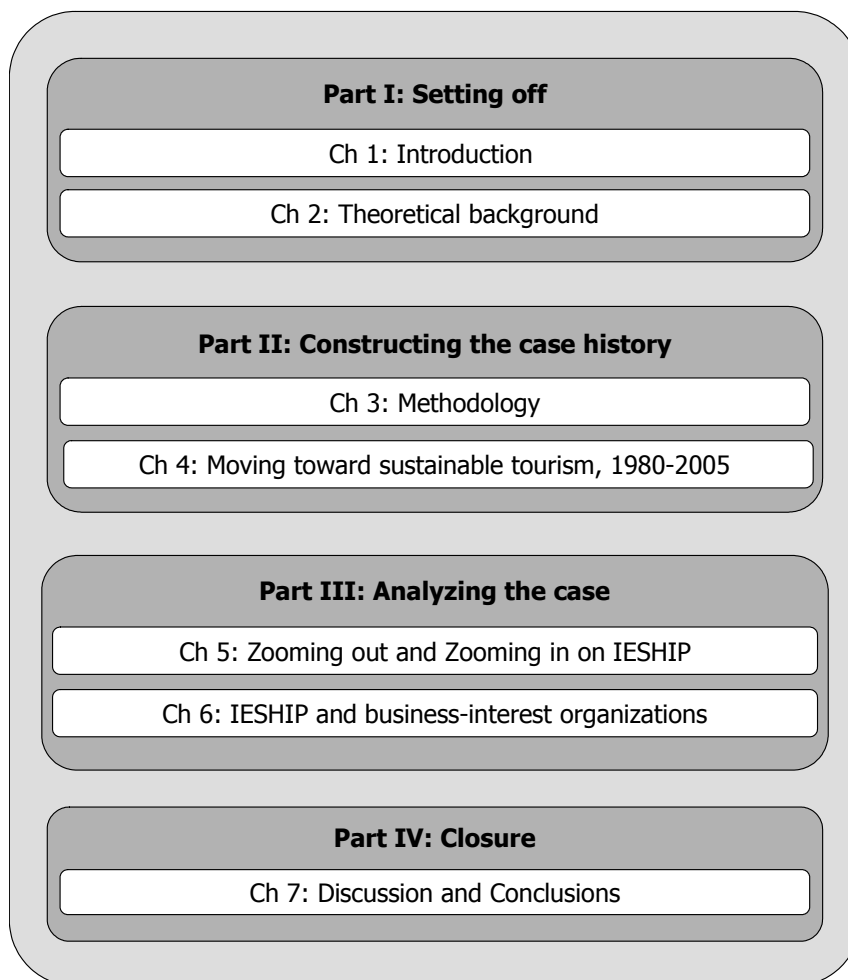 Part I: Setting off
Ch 1: Introduction
Ch 2: Theoretical background
Part II: Constructing the case history
Ch 3: Methodology
Ch 4: Moving toward sustainable tourism, 1980-2005
Part III: Analyzing the case
Ch 5: Zooming out and Zooming in on IESHIP
Ch 6: IESHIP and business-interest organizations
Part IV: Closure
Ch 7: Discussion and Conclusions